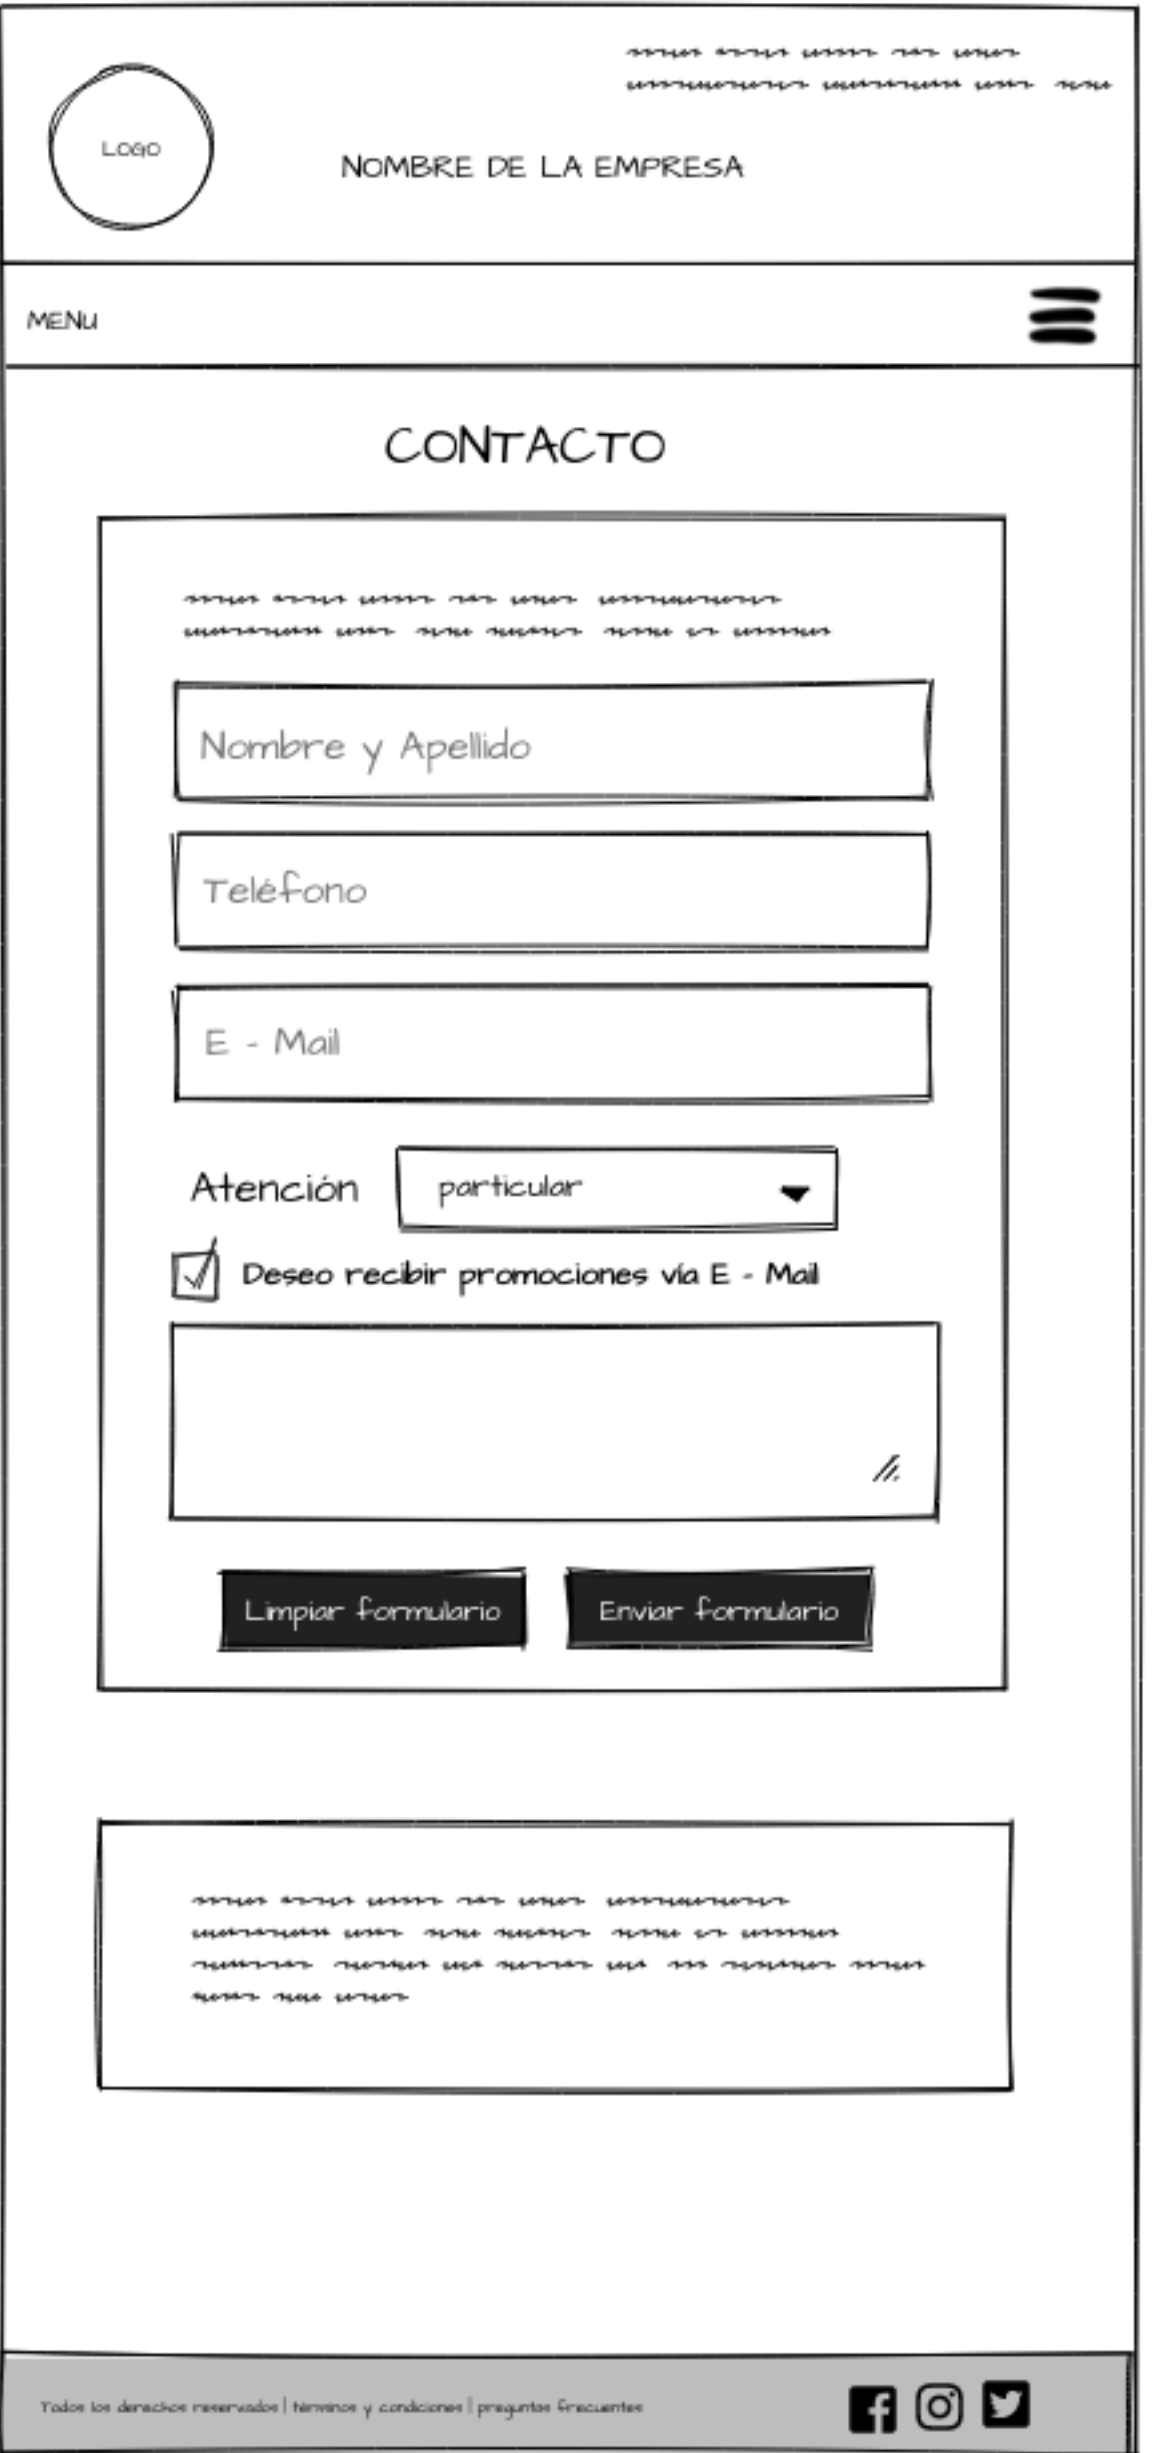 LOGO
NOMBRE DE LA EMPRESA
MENU
CONTACTO
Nombre y Apellido
Teléfono
E - Mail
Atención
particular
Deseo recibir promociones vía E - Mail
Limpiar formulario
Enviar formulario
Todos los derechos reservados | términos y condiciones | preguntas frecuentes